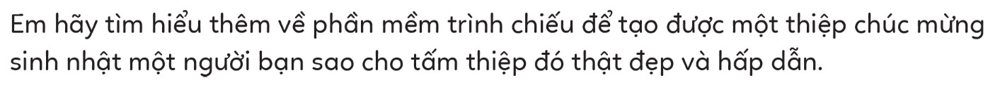 Em hãy tìm hiểu thêm về phần mềm trình chiếu để tạo được một thiệp chúc mừng
sinh nhật một người bạn sao cho tấm thiệp đó thật đẹp và hấp dẫn.